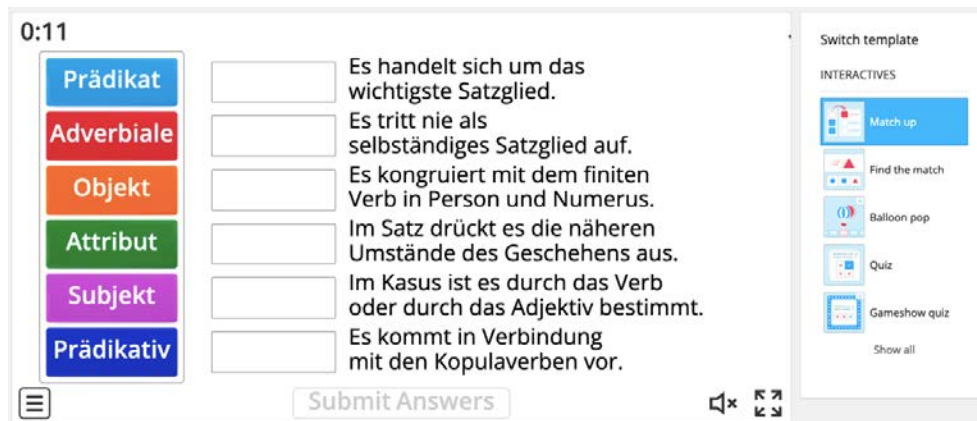 0:11
Prädikat
Adverbiale
Objekt
Attribut
Subjekt
Prädikativ
Es handelt sich um das
wichtigste Satzglied.
Es tritt nie als
selbständiges Satzglied auf.
Es kongruiert mit dem finiten
Verb in Person und Numerus.
Im Satz drückt es die näheren
Umstände des Geschehens aus.
Im Kasus ist es durch das Verb
oder durch das Adjektiv bestimmt.
Es kommt in Verbindung
mit den Kopulaverben vor.
Submit Answers
Switch template
INTERACTIVES
Match up
Find the match
Balloon pop
Quiz
Gameshow quiz
Show all